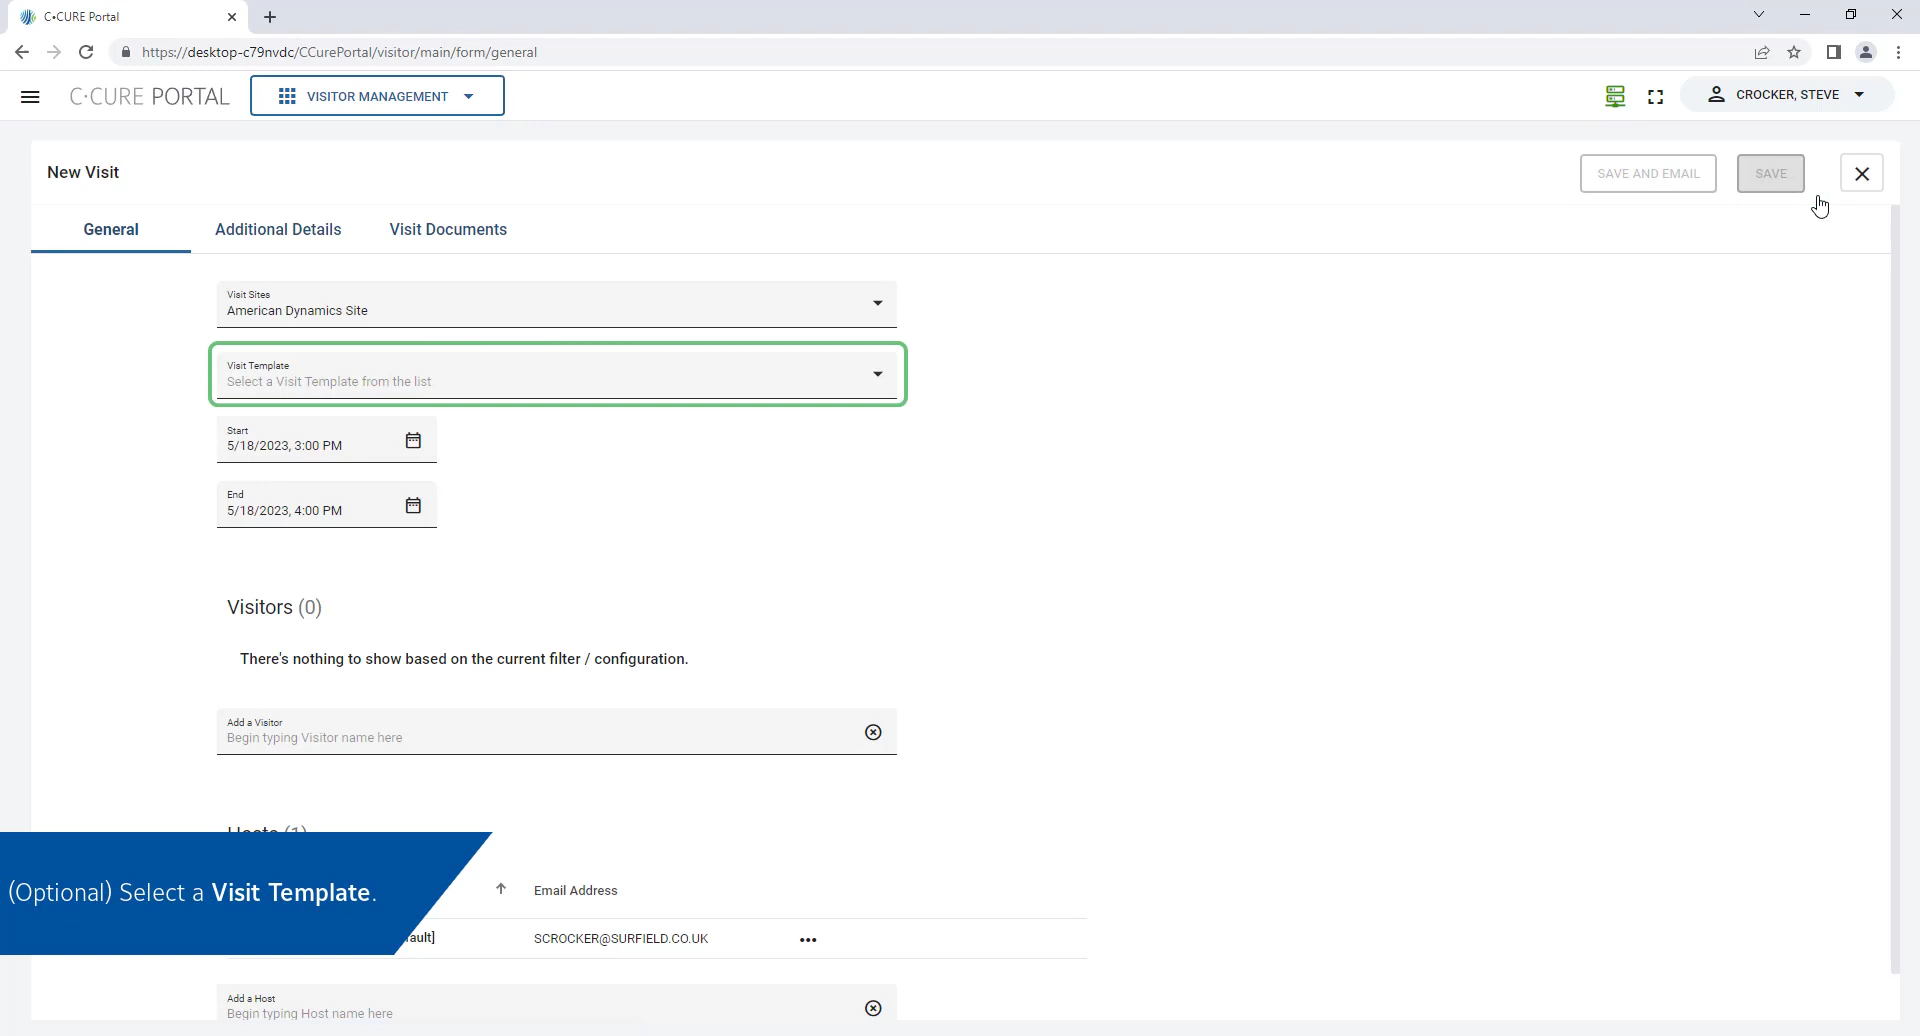 C•CURE Portal
https://desktop-c79nvdc/CCurePortal/visitor/main/form/general
C•CURE PORTAL
VISITOR MANAGEMENT
CROCKER, STEVE
New Visit
SAVE AND EMAIL
SAVE
General
Additional Details
Visit Documents
Visit Sites
American Dynamics Site
Visit Template
Select a Visit Template from the list
Start
5/18/2023, 3:00 PM
End
5/18/2023, 4:00 PM
Visitors (0)
There's nothing to show based on the current filter / configuration.
Add a Visitor
Begin typing Visitor name here
Hosts (1)
(Optional) Select a Visit Template.
Email Address
SCROCKER@SURFIELD.CO.UK
Add a Host
Begin typing Host name here